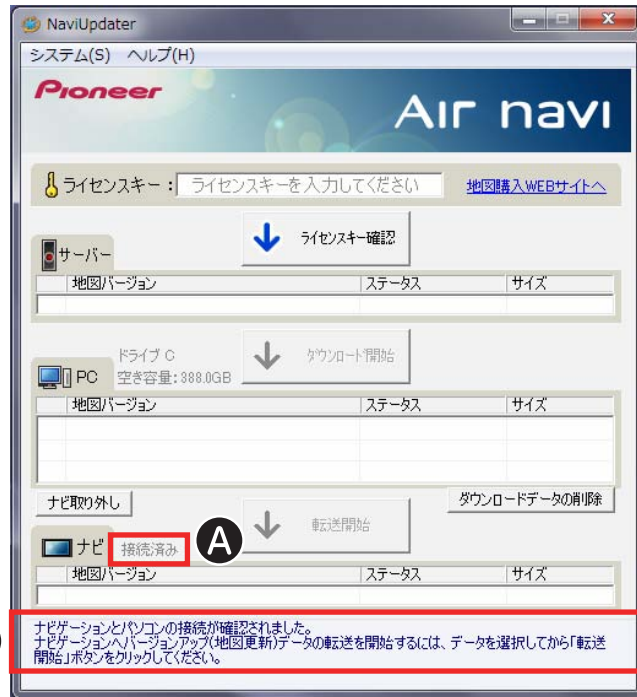 NaviUpdater
システム(S) ヘルプ(H)
Pioneer
AIr navi
ライセンスキー： ライセンスキーを入力してください 地図購入WEBサイトへ
ライセンスキー確認
サーバー
地図バージョン ステータス サイズ
ドライブ C
空き容量：388.0GB
ダウンロード開始
PC
地図バージョン ステータス サイズ
ナビ取り外し
ダウンロードデータの削除
転送開始
ナビ 接続済み
A
地図バージョン ステータス サイズ
ナビゲーションとパソコンの接続が確認されました。
ナビゲーションへバージョンアップ(地図更新)データの転送を開始するには、データを選択してから「転送
開始」ボタンをクリックしてください。